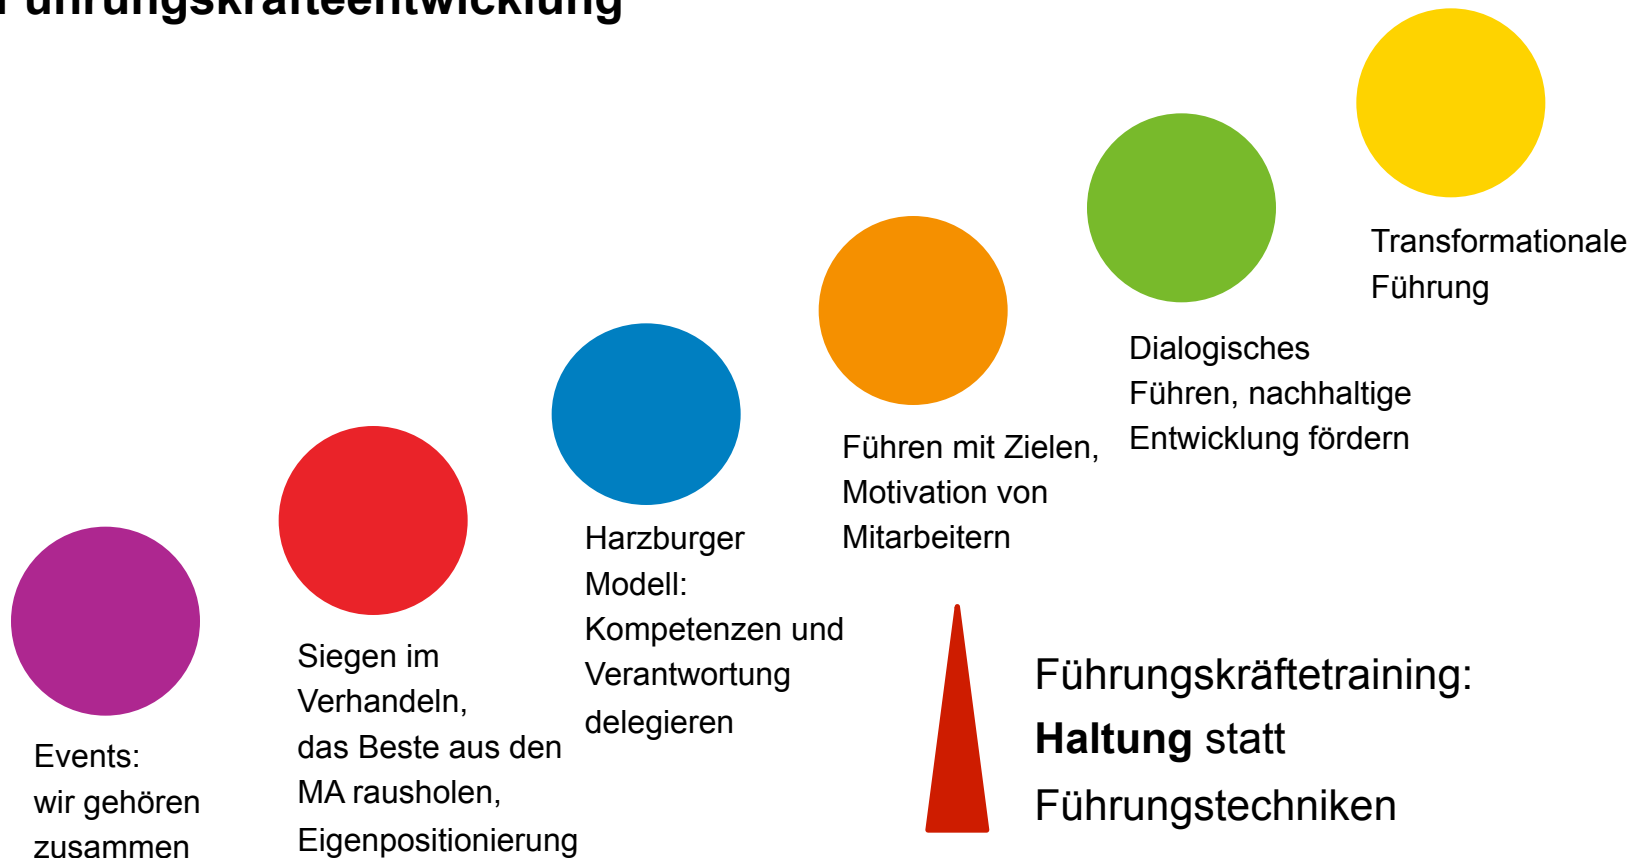 Führungskräfteentwicklung
Events:
wir gehören
zusammen
Siegen im
Verhandeln,
das Beste aus den
MA rausholen,
Eigenpositionierung
Harzburger
Modell:
Kompetenzen und
Verantwortung
delegieren
Führen mit Zielen,
Motivation von
Mitarbeitern
Dialogisches
Führen, nachhaltige
Entwicklung fördern
Transformationale
Führung
Führungskräftetraining:
Haltung statt
Führungstechniken